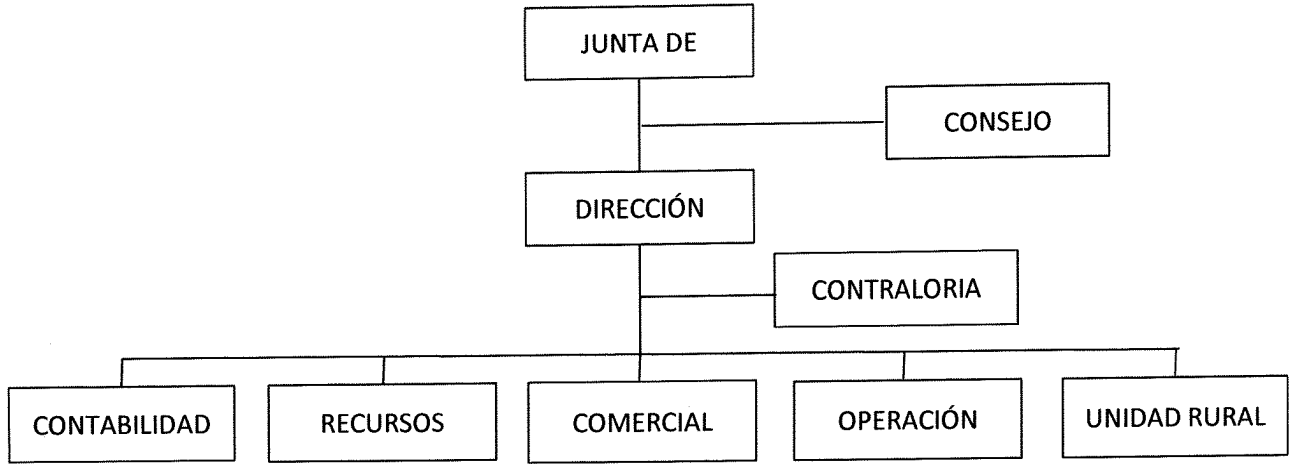 JUNTA DE
CONSEJO
DIRECCIÓN
CONTRALORIA
CONTABILIDAD
RECURSOS
COMERCIAL
OPERACIÓN
UNIDAD RURAL